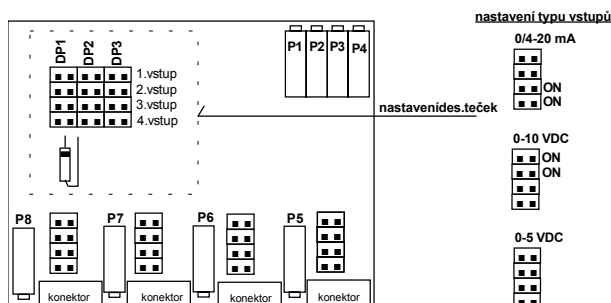 nastavení typu vstupů
0/4-20 mA
ON
ON
0-10 VDC
ON
ON
0-5 VDC
DP1 DP2 DP3
1.vstup
2.vstup
3.vstup
4.vstup
P1 P2 P3 P4
nastavenídes.teček
P8 P7 P6 P5
konektor konektor konektor konektor